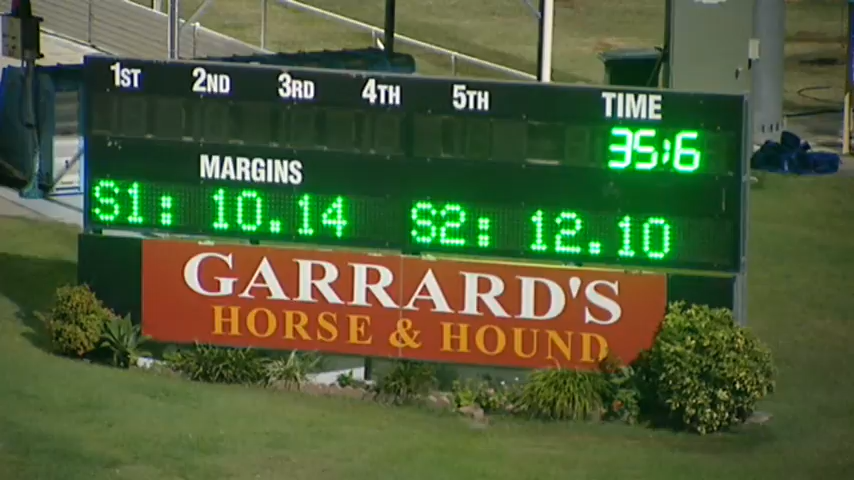 1ST 2ND 3RD 4TH 5TH TIME
35:6
MARGINS
S1: 10.14 S2: 12.10
GARRARD'S
HORSE & HOUND